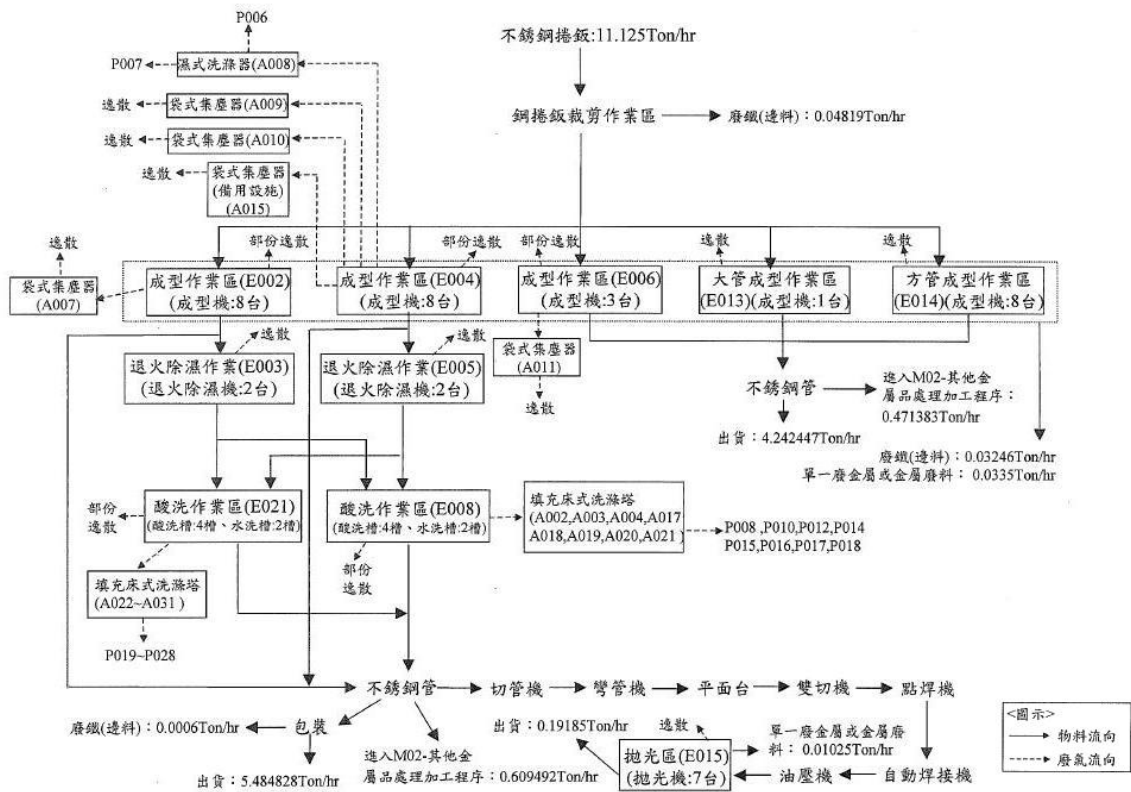 P006
不銹鋼捲鈑:11.125Ton/hr
P007
濕式洗滌器(A008)
逸散
袋式集塵器(A009)
鋼捲鈑裁剪作業區
廢鐵(邊料):0.04819Ton/hr
逸散
袋式集塵器(A010)
逸散
袋式集塵器
(備用設施)
(A015)
逸散
部份逸散
部份逸散
部份逸散
逸散
逸散
袋式集塵器
(A007)
成型作業區(E002)
(成型機:8台)
成型作業區(E004)
(成型機:8台)
成型作業區(E006)
(成型機:3台)
大管成型作業區
(E013)(成型機:1台)
方管成型作業區
(E014)(成型機:8台)
逸散
逸散
退火除濕作業(E003)
(退火除濕機:2台)
退火除濕作業(E005)
(退火除濕機:2台)
袋式集塵器
(A011)
逸散
不銹鋼管
進入M02-其他金
屬品處理加工程序:
0.471383Ton/hr
出貨:4.242447Ton/hr
廢鐵(邊料):0.03246Ton/hr
單一廢金屬或金屬廢料:0.0335Ton/hr
部份
逸散
酸洗作業區(E021)
(酸洗槽:4槽、水洗槽:2槽)
酸洗作業區(E008)
(酸洗槽:4槽、水洗槽:2槽)
填充床式洗滌塔
(A002,A003,A004,A017
A018,A019,A020,A021)
P008 ,P010,P012,P014
P015,P016,P017,P018
部份
逸散
填充床式洗滌塔
(A022~A031)
P019~P028
不銹鋼管
切管機
彎管機
平面台
雙切機
點焊機
廢鐵(邊料):0.0006Ton/hr
包裝
出貨:5.484828Ton/hr
進入M02-其他金
屬品處理加工程序:0.609492Ton/hr
出貨:0.19185Ton/hr
逸散
拋光區(E015)
(拋光機:7台)
單一廢金屬或金屬廢
料:0.01025Ton/hr
油壓機
自動焊接機
<圖示>
物料流向
廢氣流向